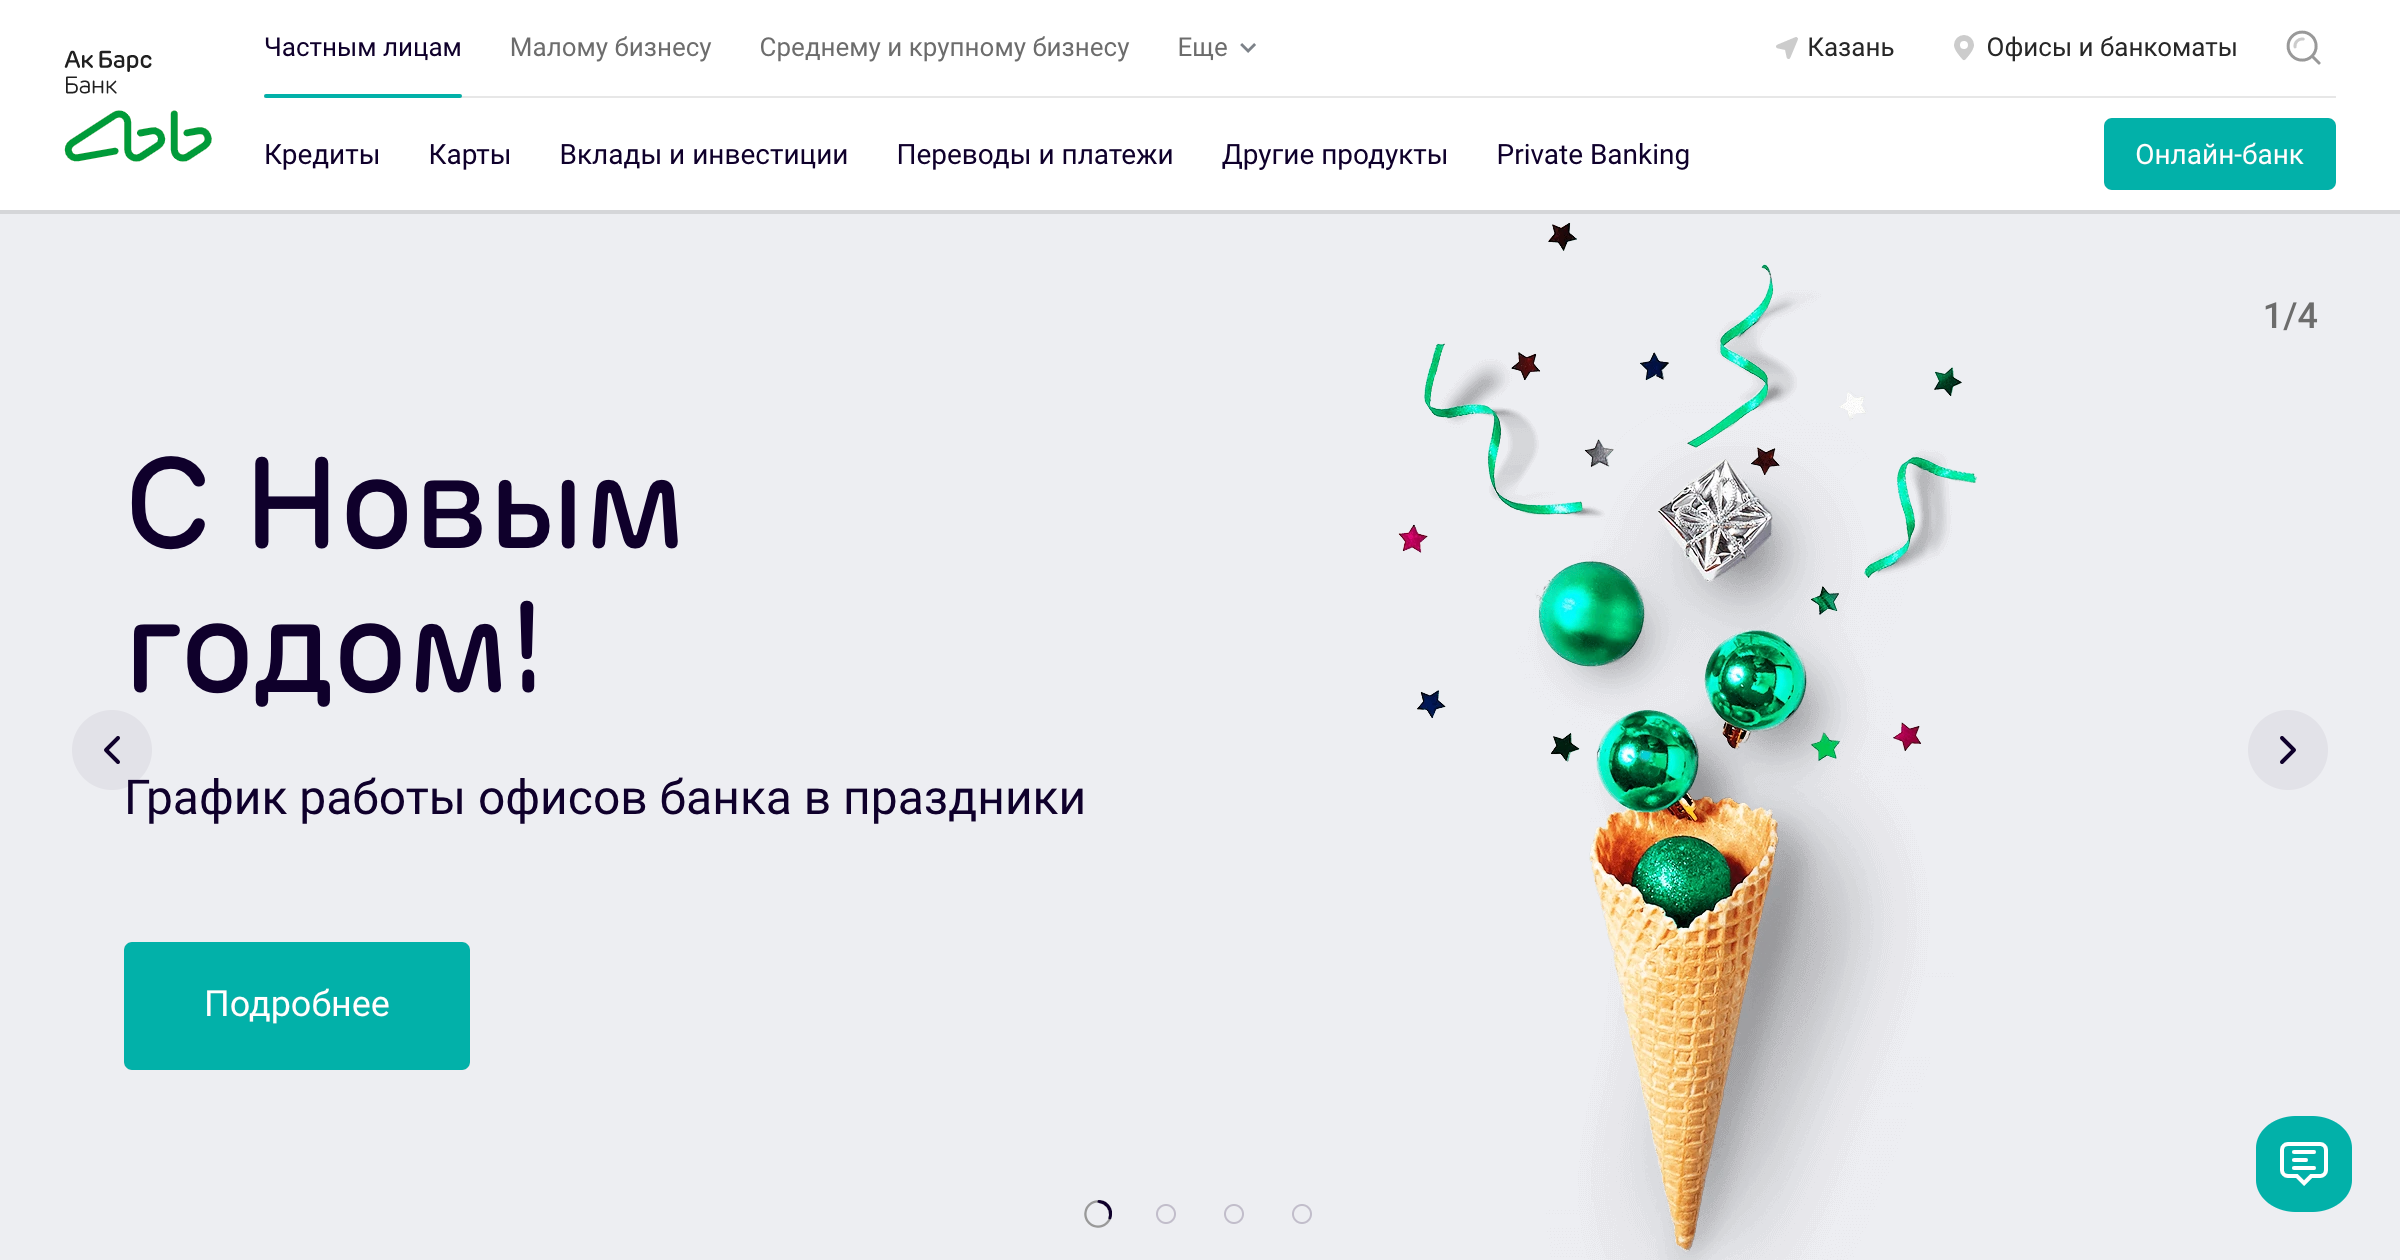 Ак Барс
Банк
Частным лицам
Малому бизнесу
Среднему и крупному бизнесу
Еще
Казань
Офисы и банкоматы
Кредиты
Карты
Вклады и инвестиции
Переводы и платежи
Другие продукты
Private Banking
Онлайн-банк
1/4
С Новым
годом!
График работы офисов банка в праздники
Подробнее